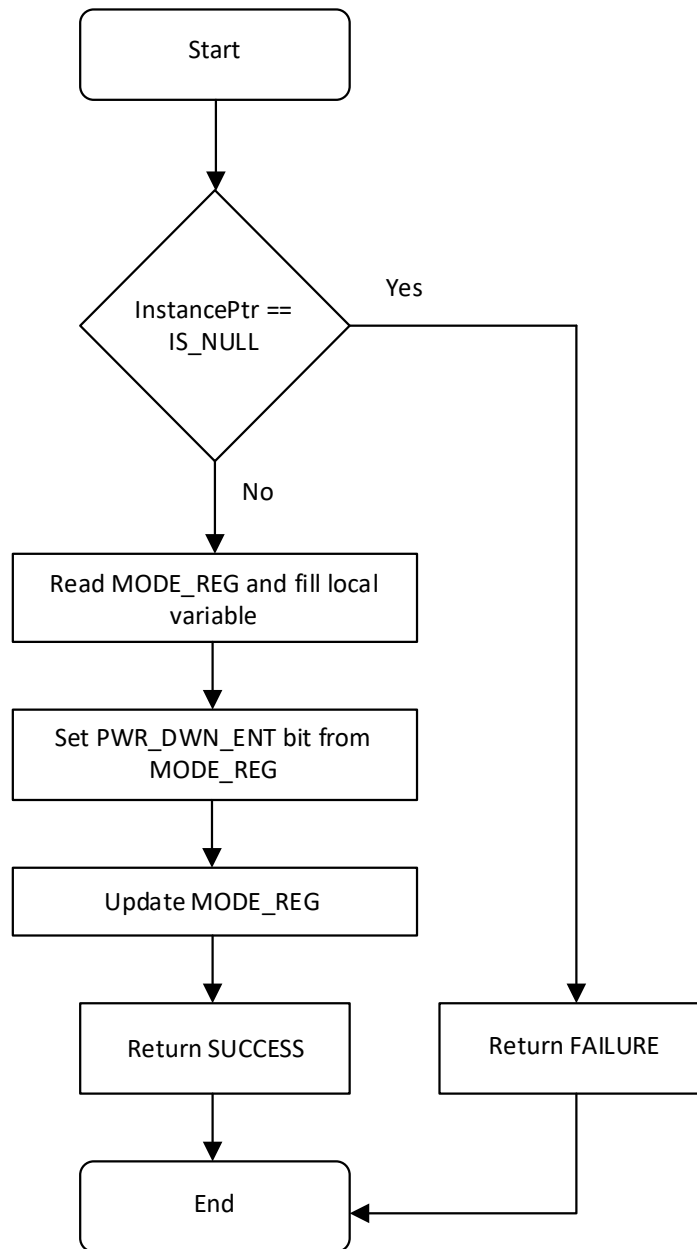 Start
InstancePtr ==
IS_NULL
Yes
No
Read MODE_REG and fill local
variable
Set PWR_DWN_ENT bit from
MODE_REG
Update MODE_REG
Return SUCCESS
Return FAILURE
End